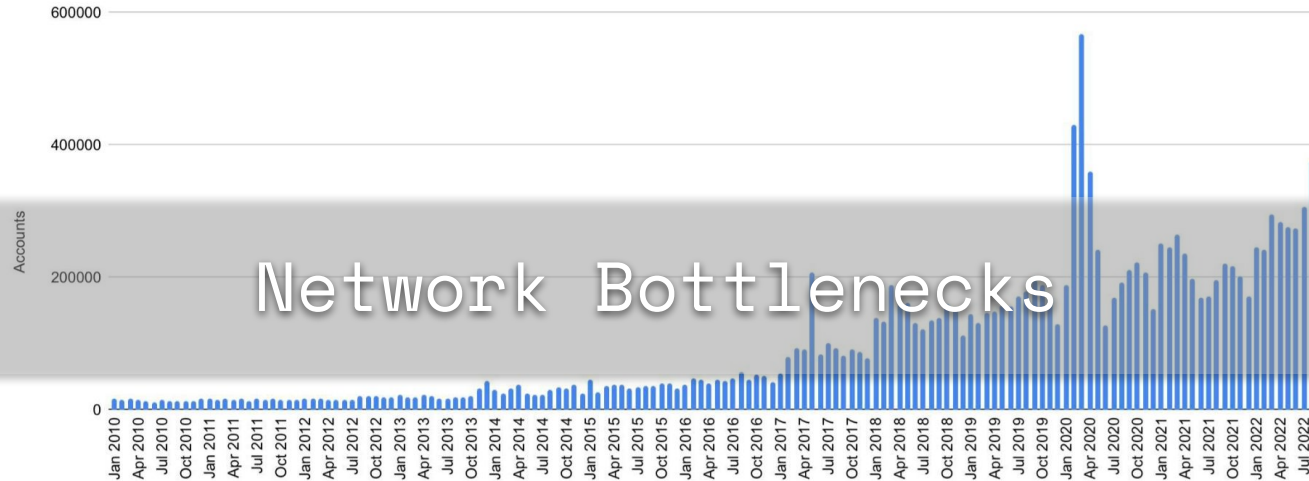 600000
400000
Accounts
200000
Network Bottlenecks
0
Jan 2010
Apr 2010
Jul 2010
Oct 2010
Jan 2011
Apr 2011
Jul 2011
Oct 2011
Jan 2012
Apr 2012
Jul 2012
Oct 2012
Jan 2013
Apr 2013
Jul 2013
Oct 2013
Jan 2014
Apr 2014
Jul 2014
Oct 2014
Jan 2015
Apr 2015
Jul 2015
Oct 2015
Jan 2016
Apr 2016
Jul 2016
Oct 2016
Jan 2017
Apr 2017
Jul 2017
Oct 2017
Jan 2018
Apr 2018
Jul 2018
Oct 2018
Jan 2019
Apr 2019
Jul 2019
Oct 2019
Jan 2020
Apr 2020
Jul 2020
Oct 2020
Jan 2021
Apr 2021
Jul 2021
Oct 2021
Jan 2022
Apr 2022
Jul 2022